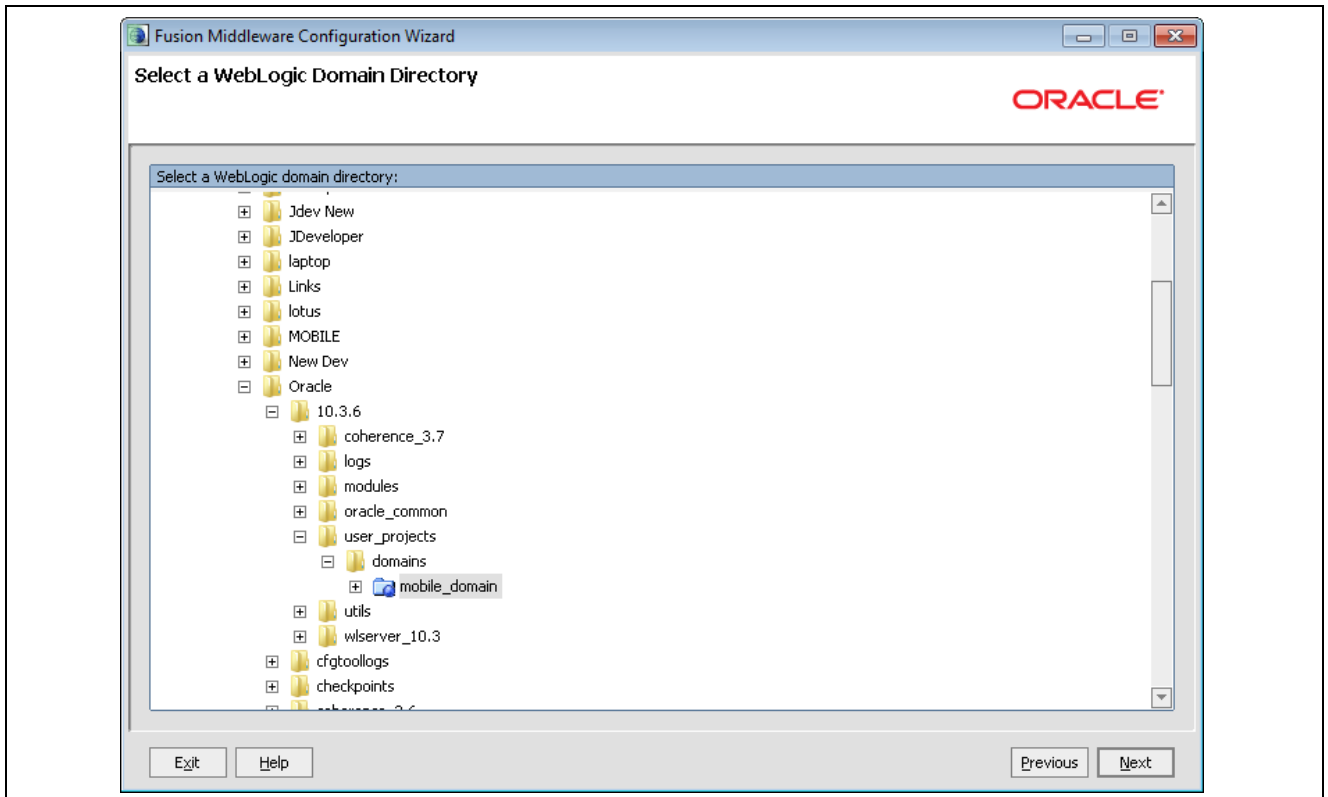 Fusion Middleware Configuration Wizard
Select a WebLogic Domain Directory
ORACLE
Select a WebLogic domain directory:
Jdev New
JDeveloper
laptop
Links
lotus
MOBILE
New Dev
Oracle
10.3.6
coherence_3.7
logs
modules
oracle_common
user_projects
domains
mobile_domain
utils
wlserver_10.3
cfgtoollogs
checkpoints
Exit Help Previous Next